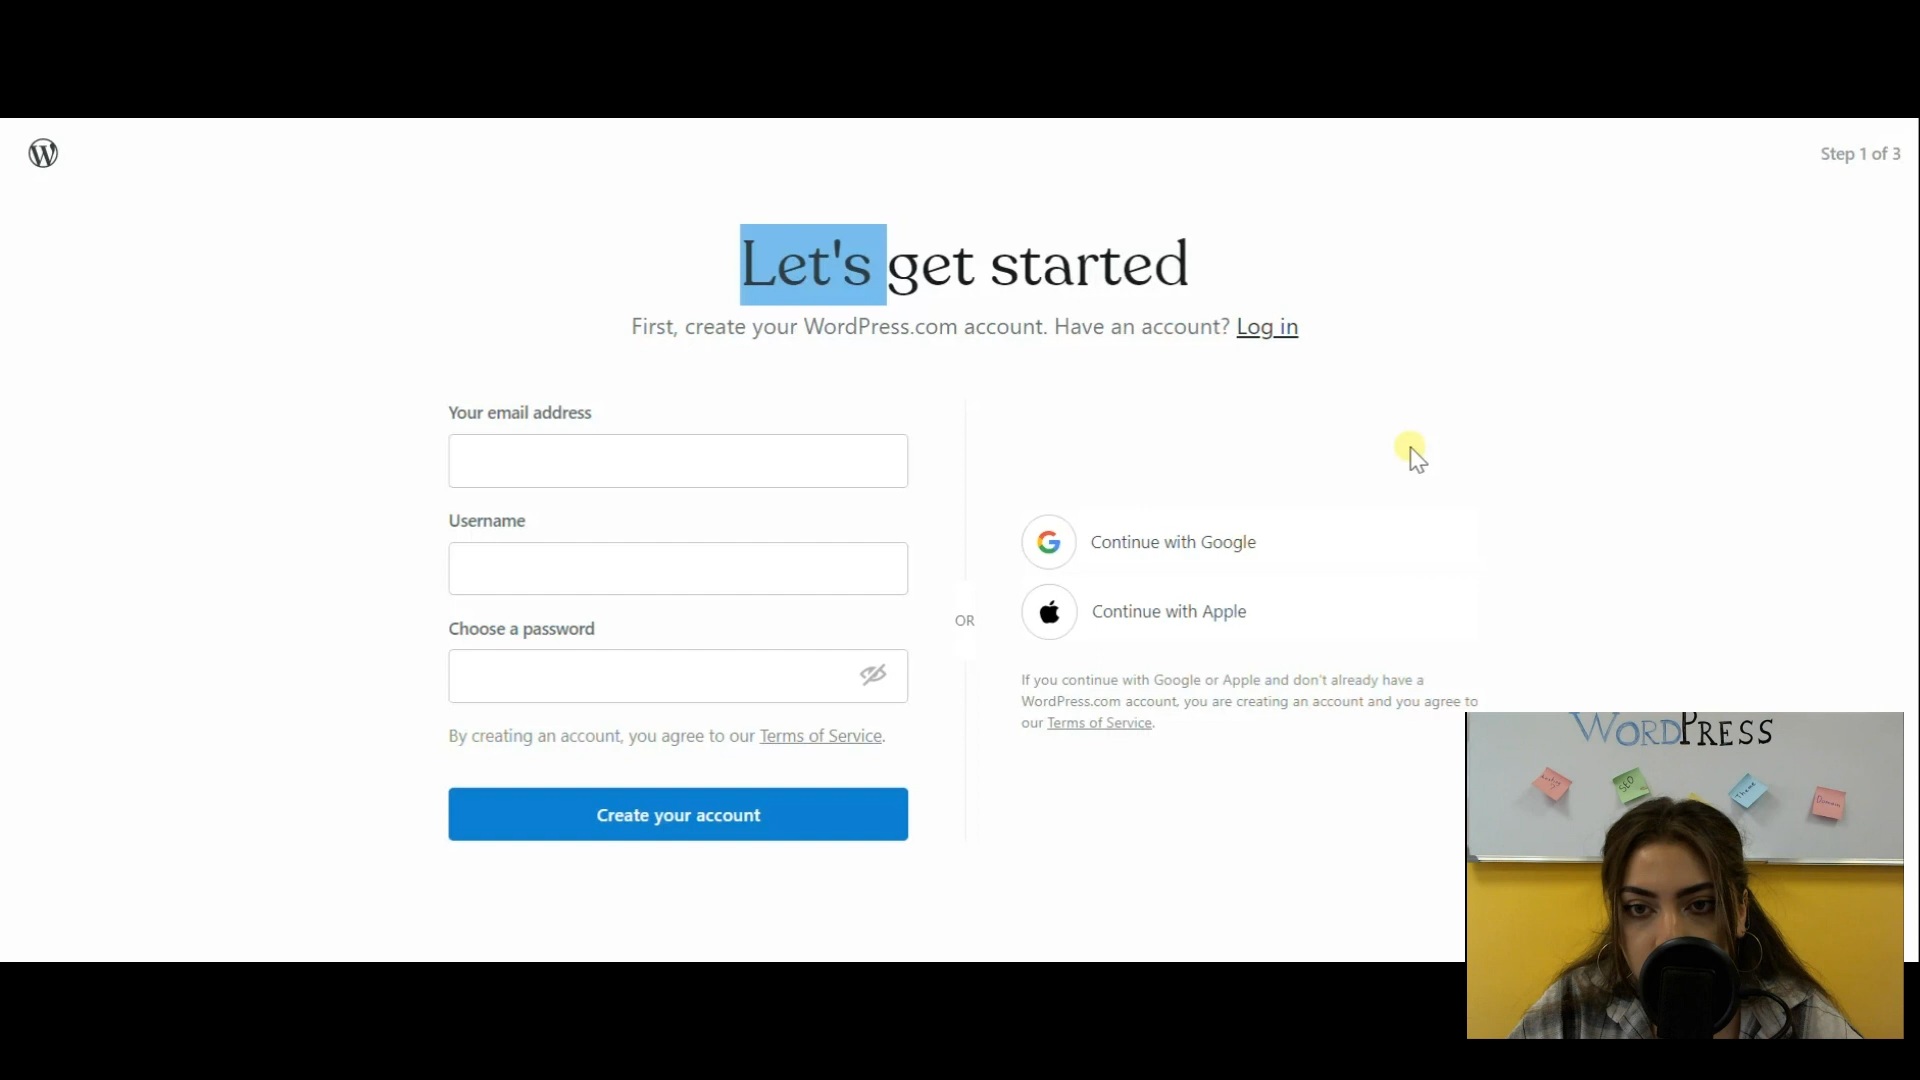 Step 1 of 3
Let's get started
First, create your WordPress.com account. Have an account? Log in
Your email address
Username
Choose a password
By creating an account, you agree to our Terms of Service.
Create your account
OR
Continue with Google
Continue with Apple
If you continue with Google or Apple and don't already have a
WordPress.com account, you are creating an account and you agree to
our Terms of Service.
WORDPRESS
SEO
Theme
Domain